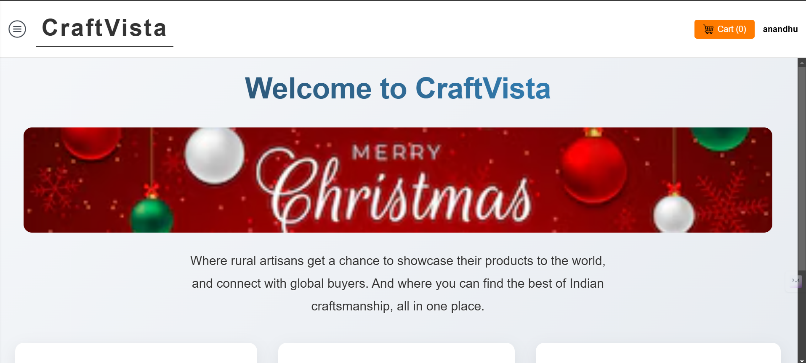 CraftVista
Cart (0)
anandhu
Welcome to CraftVista
MERRY
Christmas
Where rural artisans get a chance to showcase their products to the world,
and connect with global buyers. And where you can find the best of Indian
craftsmanship, all in one place.